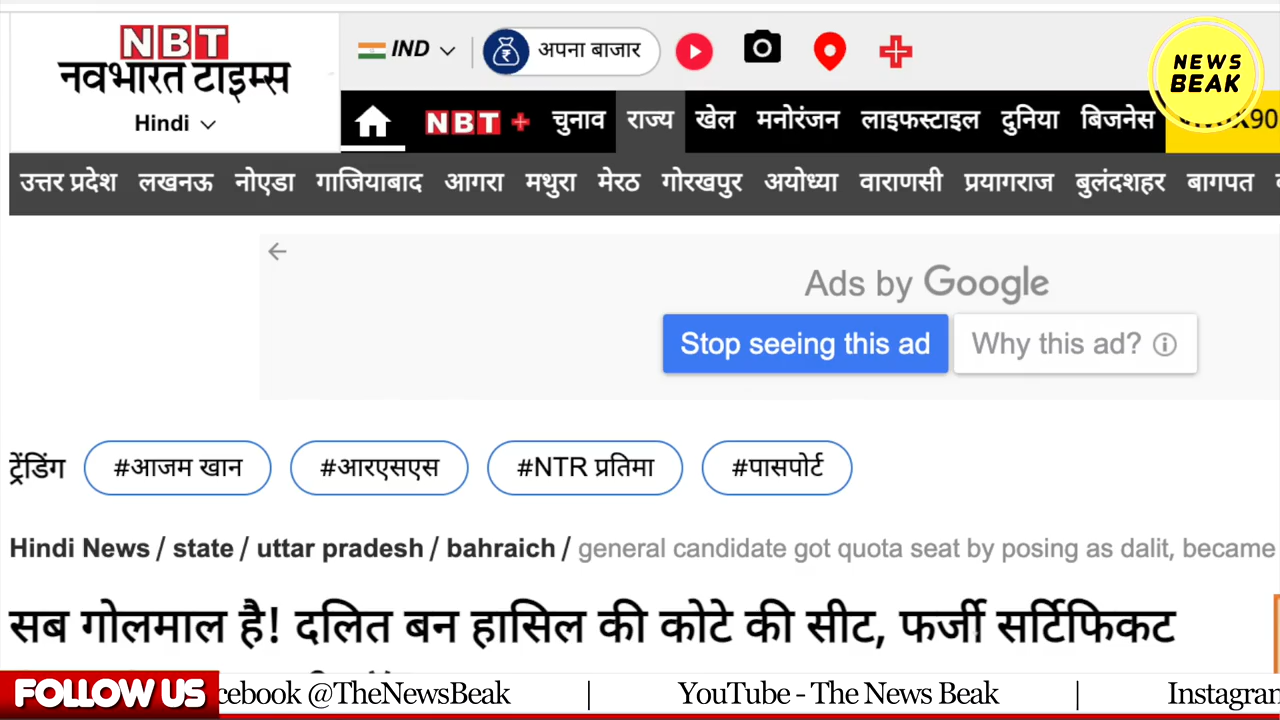 NBT
नवभारत टाइम्स
Hindi
IND अपना बाजार
NEWS
BEAK
NBT + चुनाव राज्य खेल मनोरंजन लाइफस्टाइल दुनिया बिजनेस
उत्तर प्रदेश लखनऊ नोएडा गाजियाबाद आगरा मथुरा मेरठ गोरखपुर अयोध्या वाराणसी प्रयागराज बुलंदशहर बागपत
Ads by Google
Stop seeing this ad Why this ad?
ट्रेंडिंग #आजम खान #आरएसएस #NTR प्रतिमा #पासपोर्ट
Hindi News / state / uttar pradesh / bahraich / general candidate got quota seat by posing as dalit, became
सब गोलमाल है! दलित बन हासिल की कोटे की सीट, फर्जी सर्टिफिकट
FOLLOW US cebook @TheNewsBeak | YouTube - The News Beak | Instagran